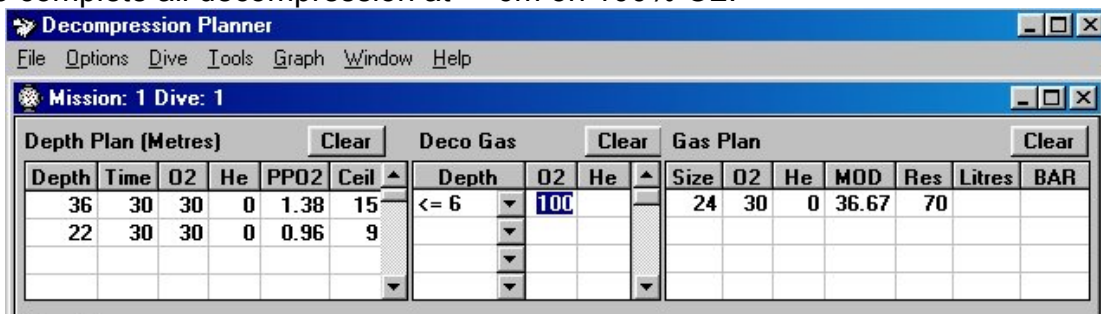 Decompression Planner
File Options Dive Tools Graph Window Help
Mission: 1 Dive: 1
Depth Plan (Metres) Clear Deco Gas Clear Gas Plan Clear
Depth Time O2 He PPO2 Ceil Depth O2 He Size O2 He MOD Res Litres BAR
36 30 30 0 1.38 15 <= 6 100 24 30 0 36.67 70
22 30 30 0 0.96 9